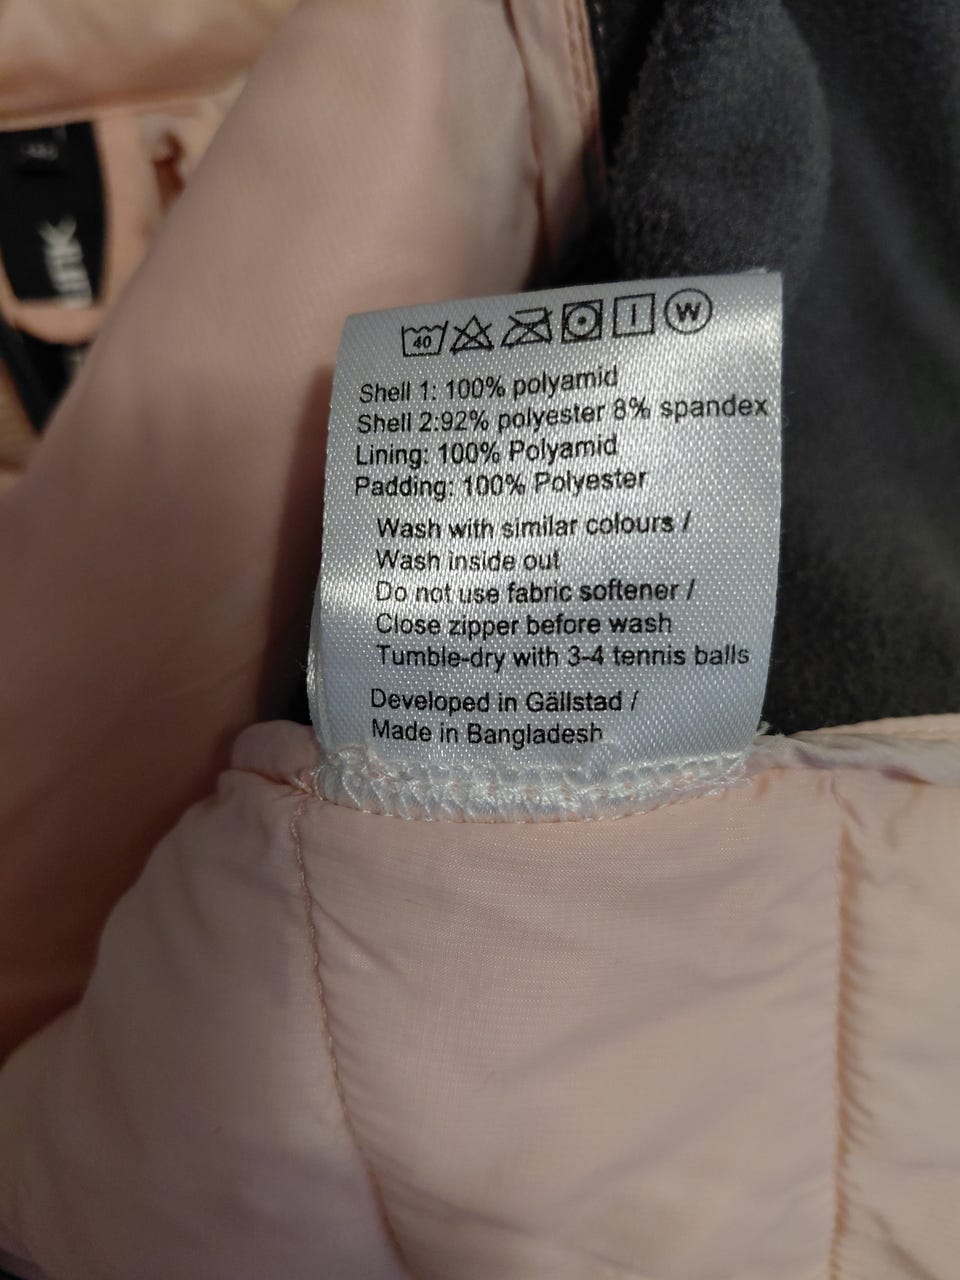 40
W
Shell 1: 100% polyamid
Shell 2:92% polyester 8% spandex
Lining: 100% Polyamid
Padding: 100% Polyester
Wash with similar colours /
Wash inside out
Do not use fabric softener /
Close zipper before wash
Tumble-dry with 3-4 tennis balls
Developed in Gällstad /
Made in Bangladesh